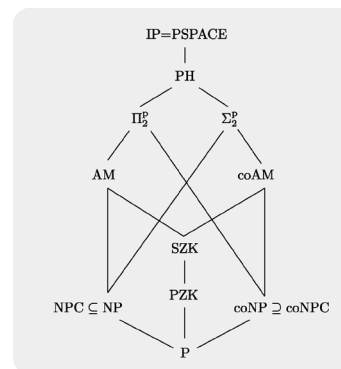 IP=PSPACE
PH
Π₂ᵖ Σ₂ᵖ
AM coAM
SZK
PZK
NPC ⊆ NP coNP ⊇ coNPC
P